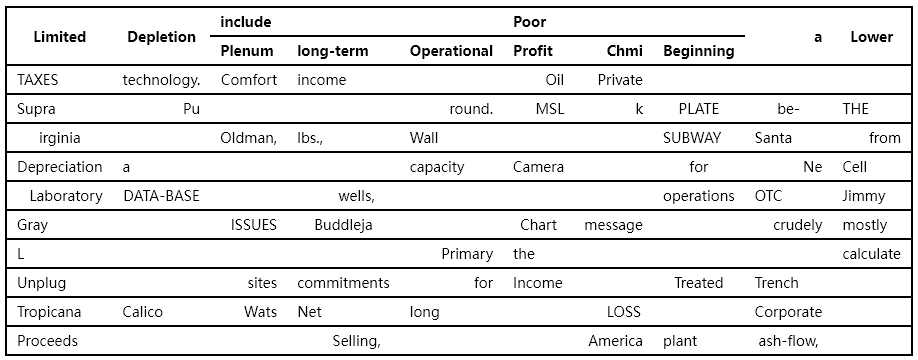 include Poor
Limited Depletion a Lower
Plenum long-term Operational Profit Chmi Beginning
TAXES technology. Comfort income Oil Private
Supra Pu round. MSL k PLATE be- THE
irginia Oldman, lbs., Wall SUBWAY Santa from
Depreciation a capacity Camera for Ne Cell
Laboratory DATA-BASE wells, operations OTC Jimmy
Gray ISSUES Buddleja Chart message crudely mostly
L Primary the calculate
Unplug sites commitments for Income Treated Trench
Tropicana Calico Wats Net long LOSS Corporate
Proceeds Selling, America plant ash-flow,